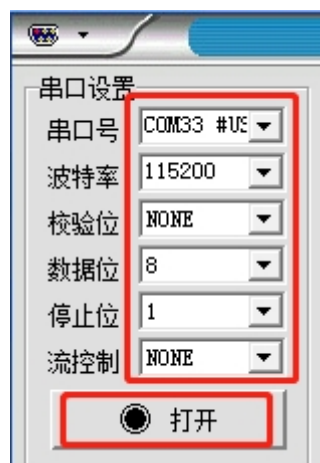 串口设置
串口号 COM33 #US
波特率 115200
校验位 NONE
数据位 8
停止位 1
流控制 NONE
打开